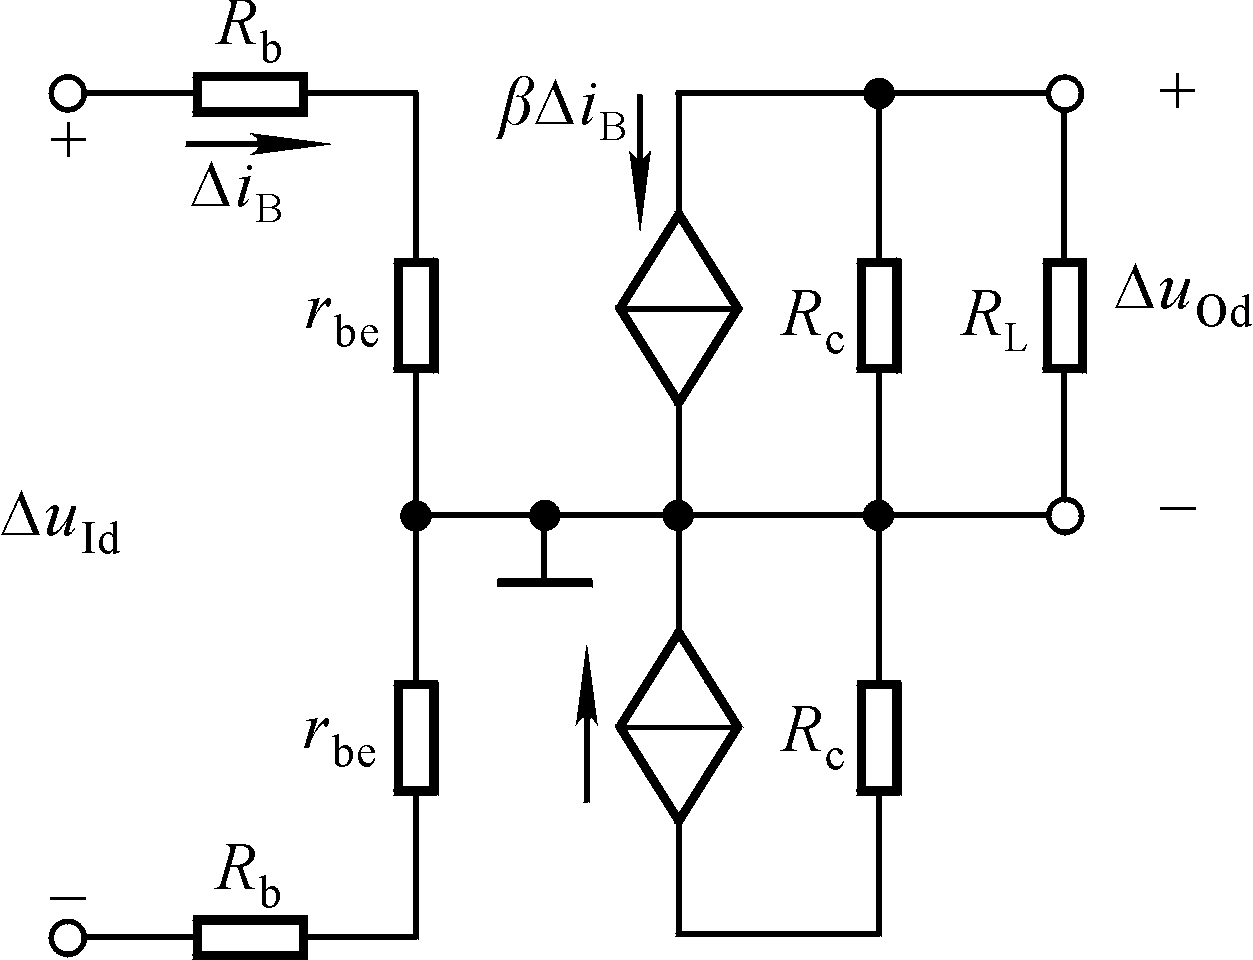 R_b
+
Δi_B
βΔi_B
+
r_be
R_c
R_L
Δu_Od
Δu_Id
−
r_be
R_c
R_b
−